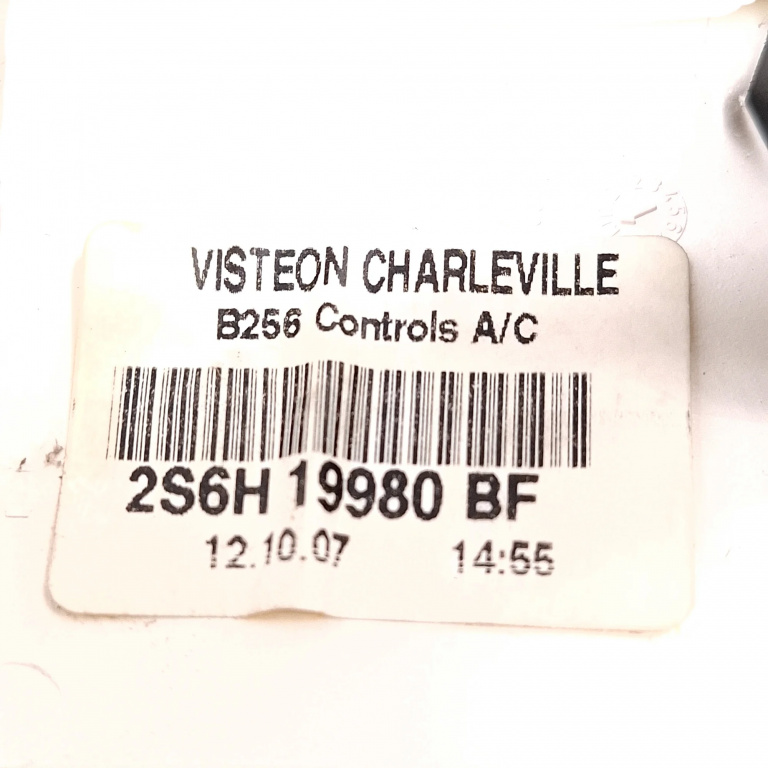 VISTEON CHARLEVILLE
B256 Controls A/C
2S6H 19980 BF
12.10.07 14:55